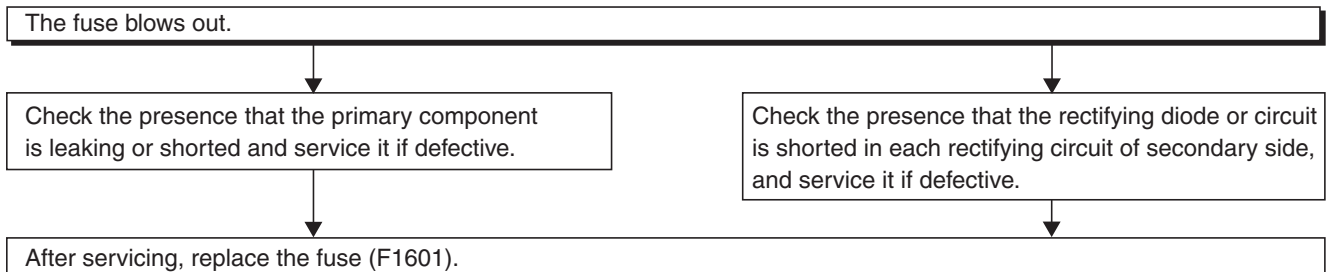 The fuse blows out.
Check the presence that the primary component
is leaking or shorted and service it if defective.
Check the presence that the rectifying diode or circuit
is shorted in each rectifying circuit of secondary side,
and service it if defective.
After servicing, replace the fuse (F1601).